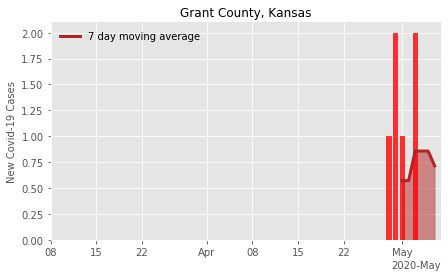 Grant County, Kansas
7 day moving average
New Covid-19 Cases
2.00
1.75
1.50
1.25
1.00
0.75
0.50
0.25
0.00
08 15 22 Apr 08 15 22 May
2020-May